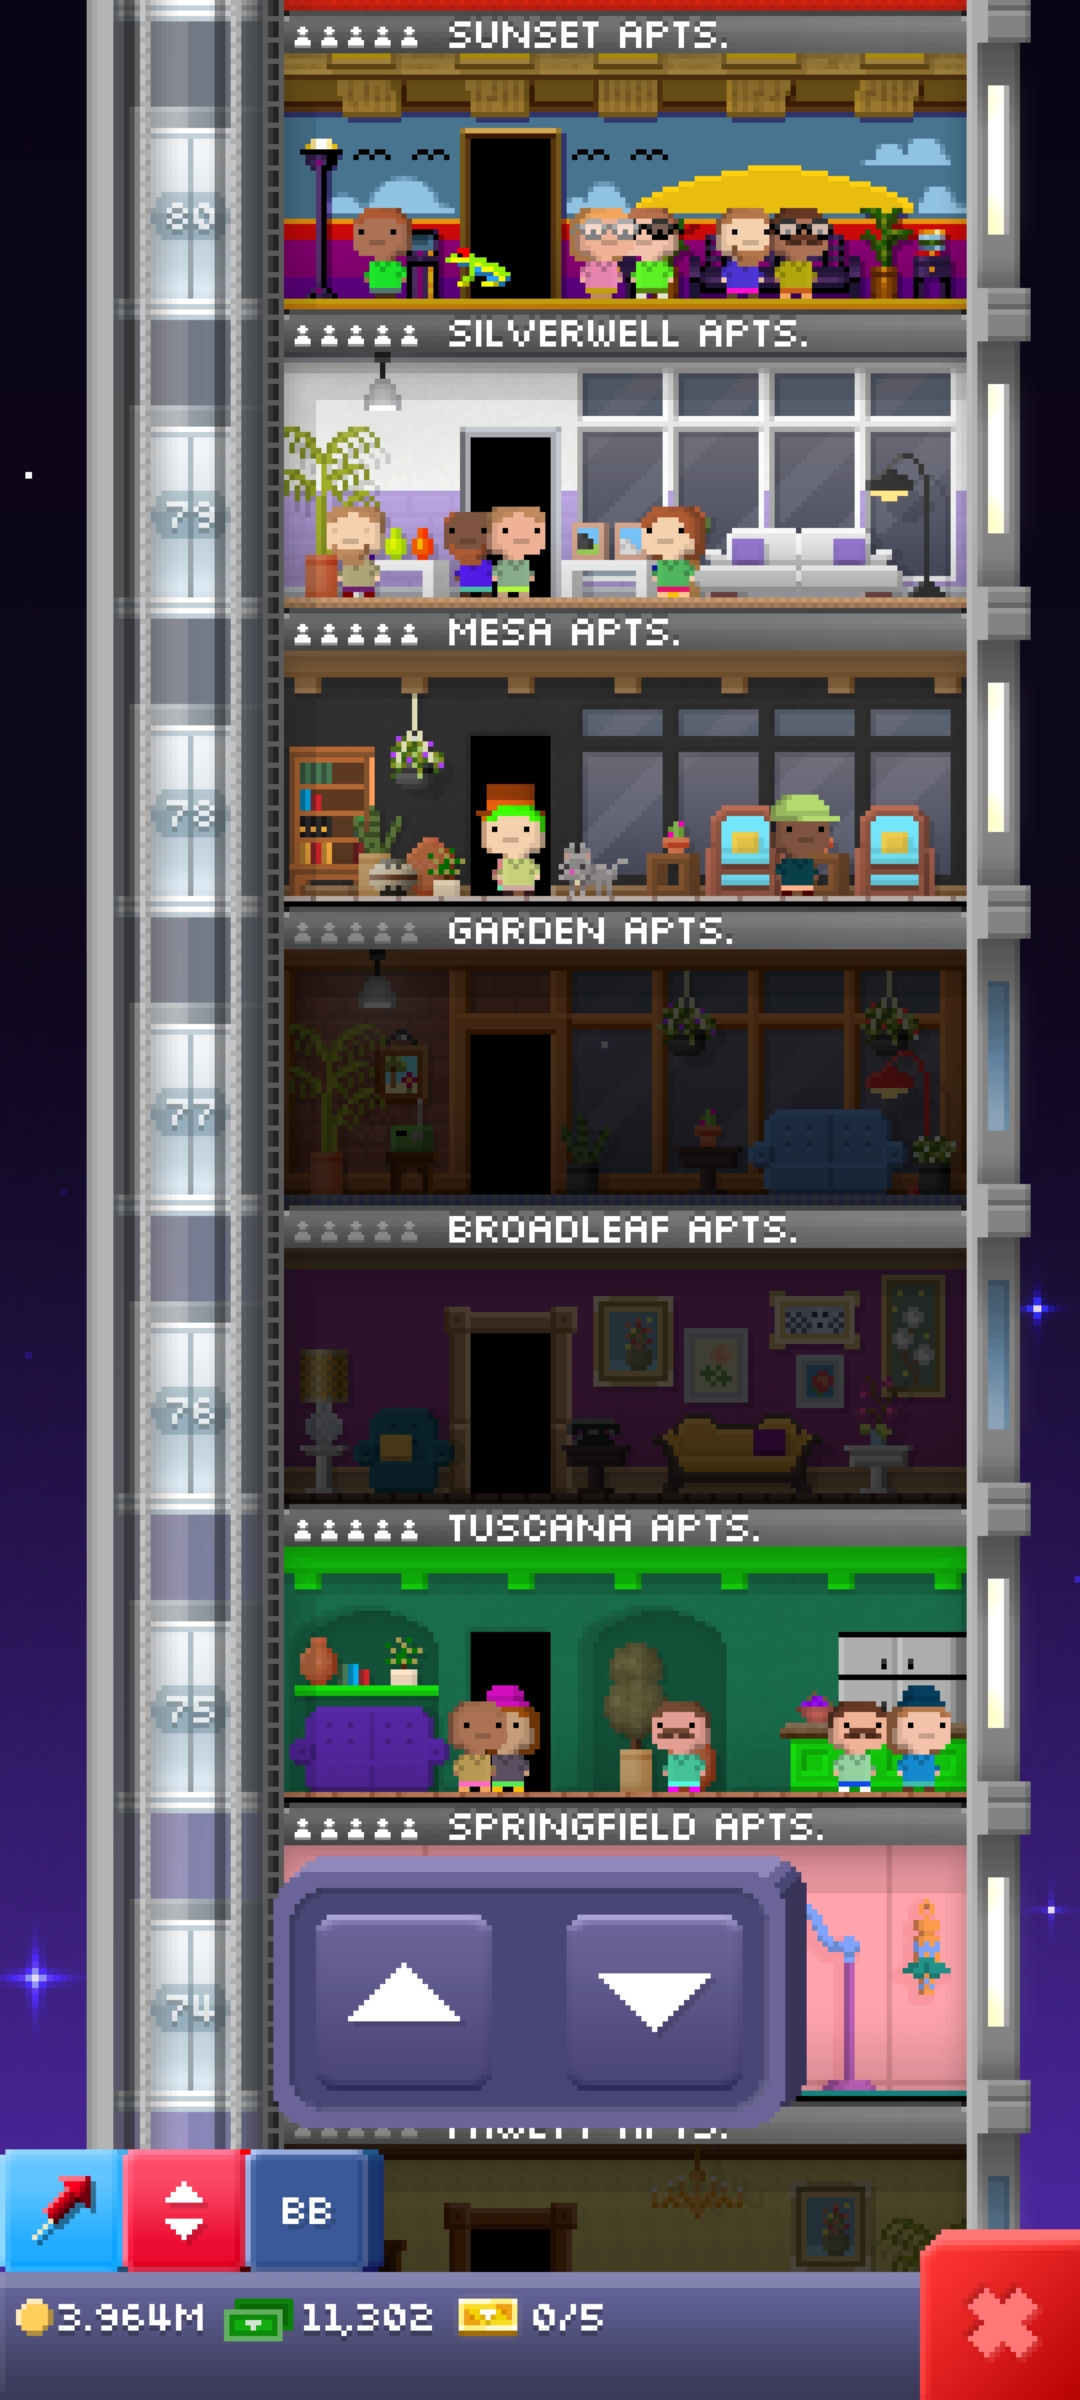 SUNSET APTS.
80
SILVERWELL APTS.
79
MESA APTS.
78
GARDEN APTS.
77
BROADLEAF APTS.
76
TUSCANA APTS.
75
SPRINGFIELD APTS.
74
APTS.
BB
3.964M 11,302 0/5